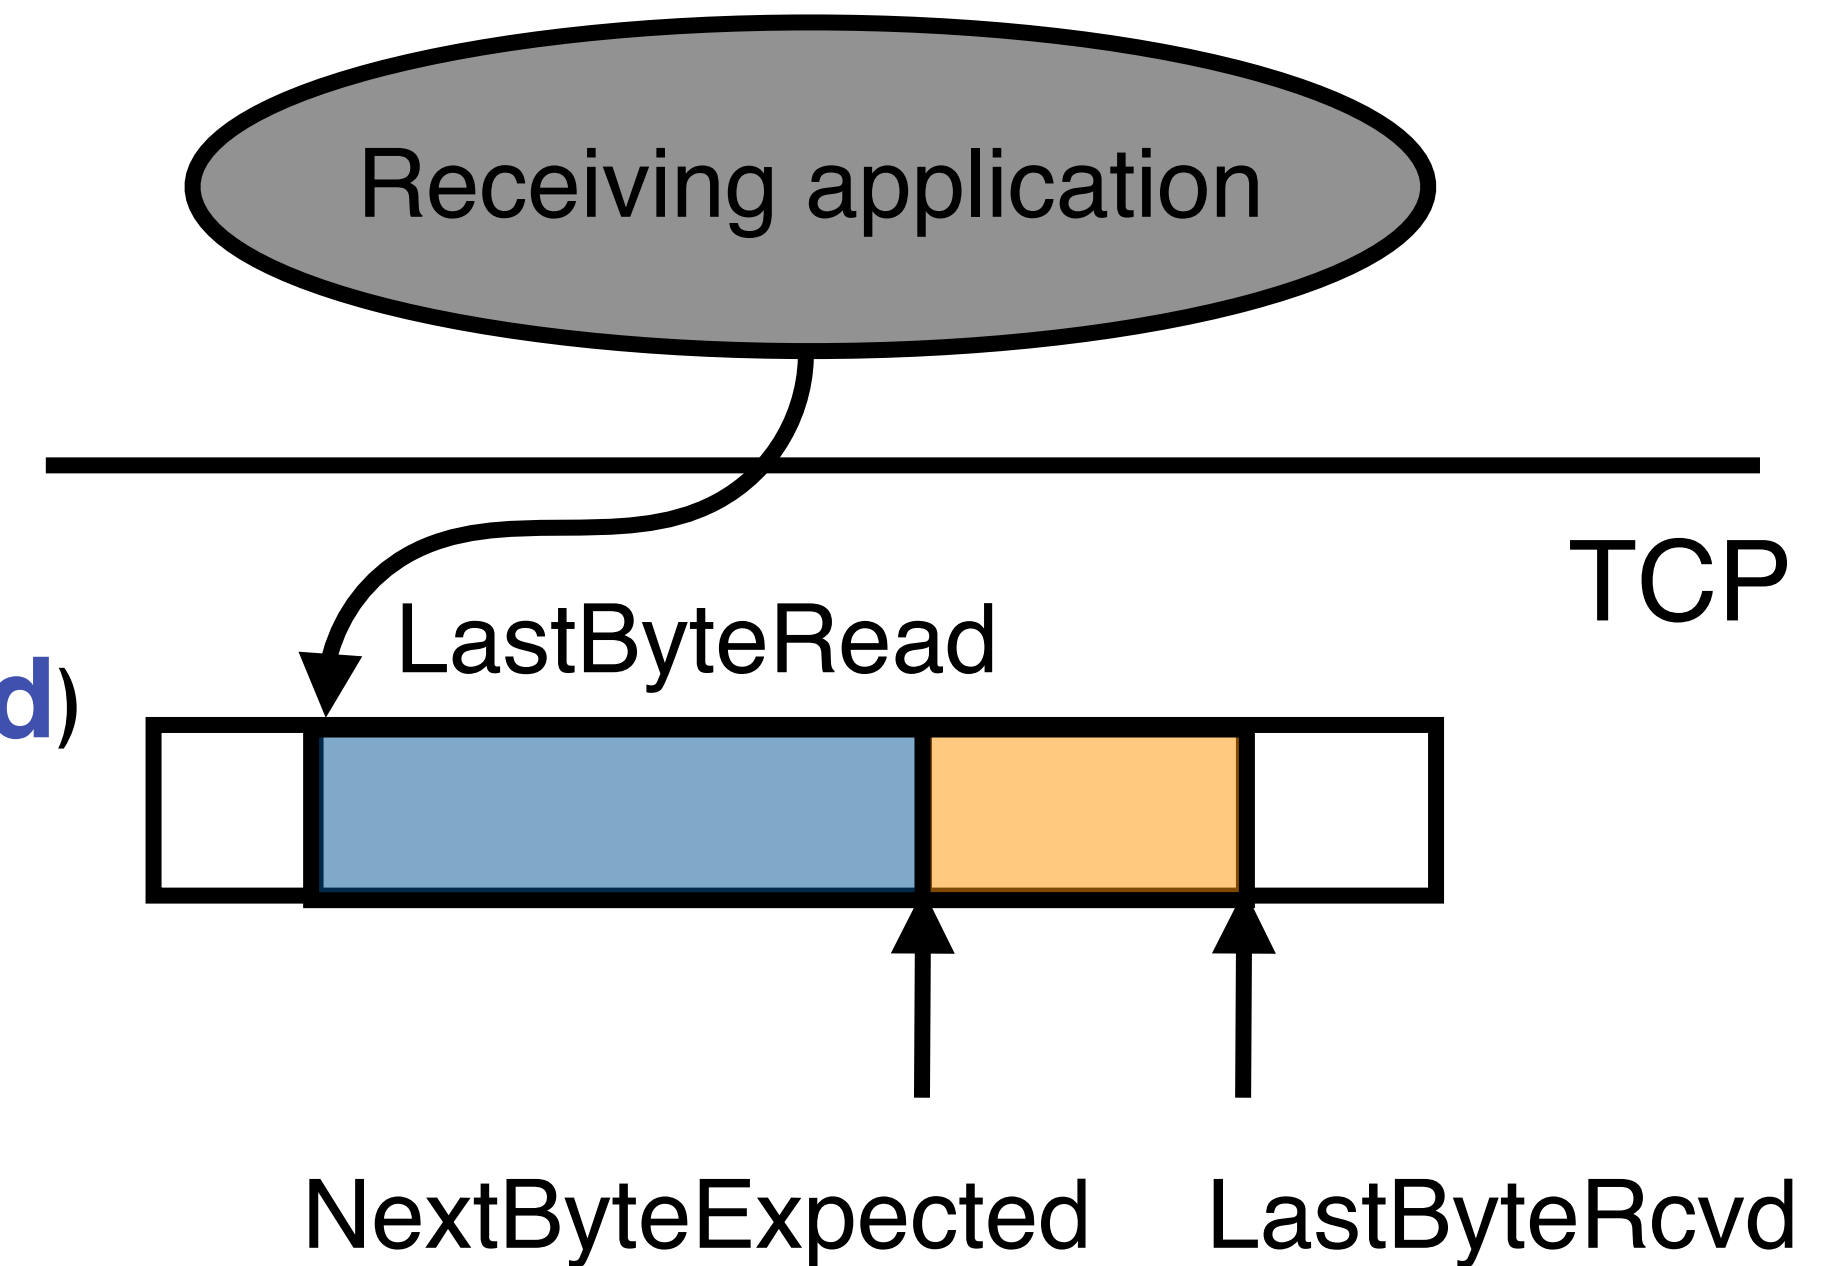 Receiving application
TCP
LastByteRead
d)
NextByteExpected
LastByteRcvd